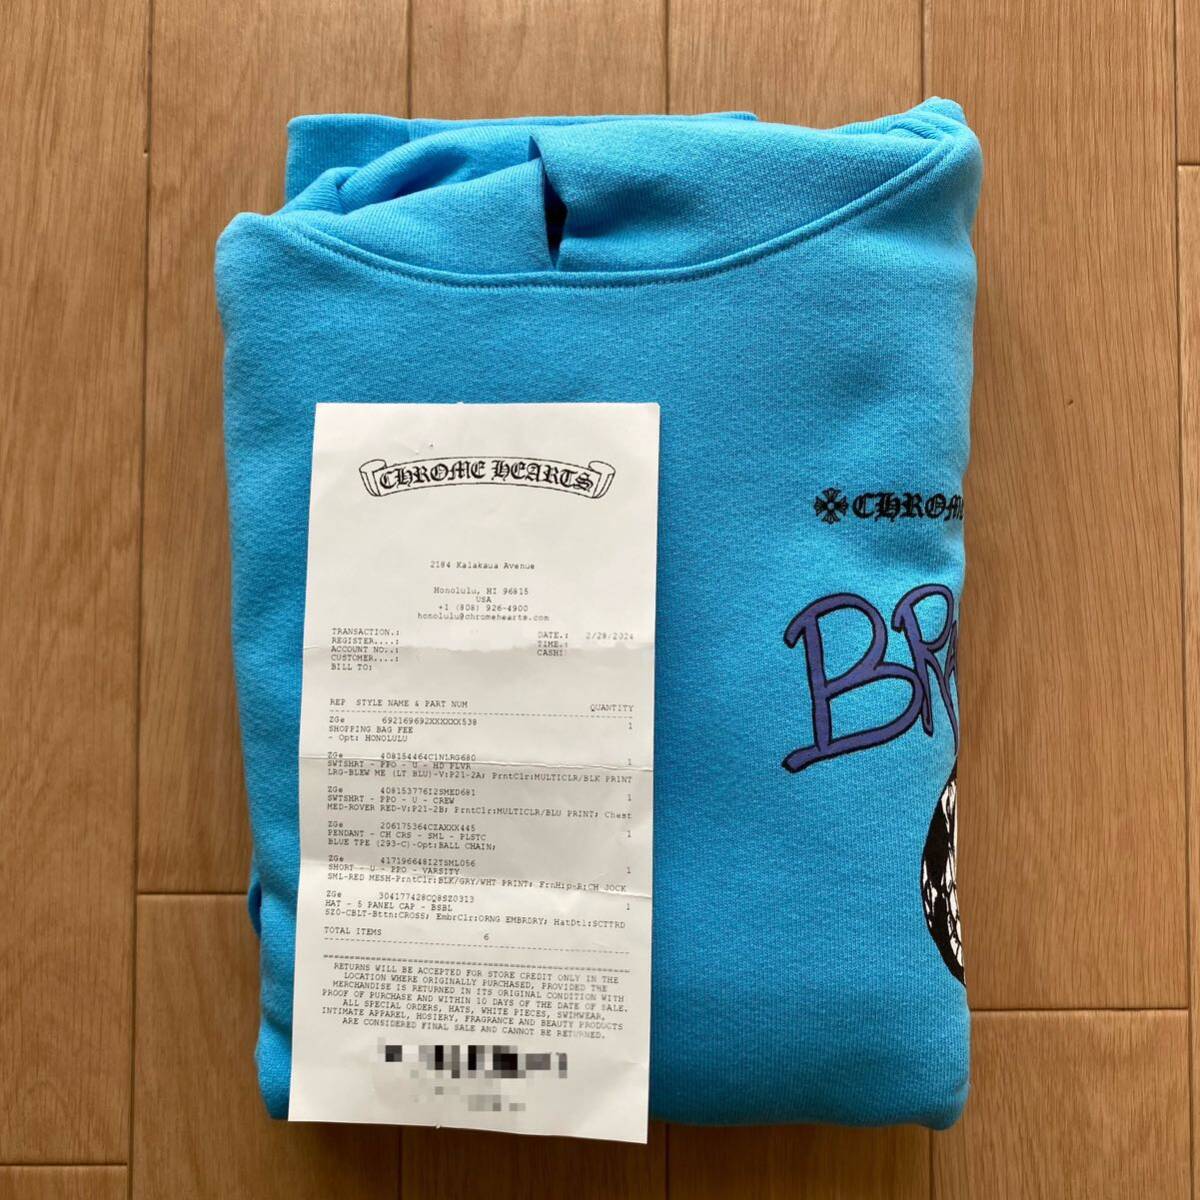 CHROME HEARTS
2184 Kalakaua Avenue
Honolulu, HI 96815
USA
+1 (808) 926-4900
honolulu@chromehearts.com
TRANSACTION.:
REGISTER....:
ACCOUNT NO..:
CUSTOMER....:
BILL TO:
DATE.: 2/28/2024
TIME.:
CASHI
REP STYLE NAME & PART NUM QUANTITY
ZGe 692169692XXXXXX538 1
SHOPPING BAG FEE
- Opt: HONOLULU
ZGe 408154464C1NLRG680 1
SWTSHRT - PPO - U - HD PLVR
LRG-BLEW ME (LT BLU)-V:P21-2A; PrntClr:MULTICLR/BLK PRINT
ZGe 408153776I2SMED681 1
SWTSHRT - PPO - U - CREW
MED-ROVER RED-V:P21-2B; PrntClr:MULTICLR/BLU PRINT; Chest
ZGe 206175364CZAXXX445 1
PENDANT - CH CRS - SML - PLSTC
BLUE TPE (293-C)-Opt:BALL CHAIN;
ZGe 417196648I2TSML056 1
SHORT - U - PPO - VARSITY
SML-RED MESH-PrntClr:BLK/GRY/WHT PRINT; FrnHip-R:CH JOCK
ZGe 304177428CQ8SZ0313 1
HAT - 5 PANEL CAP - BSBL
SZ0-CBLT-Bttn:CROSS; EmbrClr:ORNG EMBRDRY; HatDtl:SCTTRD
TOTAL ITEMS 6
RETURNS WILL BE ACCEPTED FOR STORE CREDIT ONLY IN THE
LOCATION WHERE ORIGINALLY PURCHASED, PROVIDED THE
MERCHANDISE IS RETURNED IN ITS ORIGINAL CONDITION WITH
PROOF OF PURCHASE AND WITHIN 10 DAYS OF THE DATE OF SALE.
ALL SPECIAL ORDERS, HATS, WHITE PIECES, SWIMWEAR,
INTIMATE APPAREL, HOSIERY, FRAGRANCE AND BEAUTY PRODUCTS
ARE CONSIDERED FINAL SALE AND CANNOT BE RETURNED.
CHROM
BRA